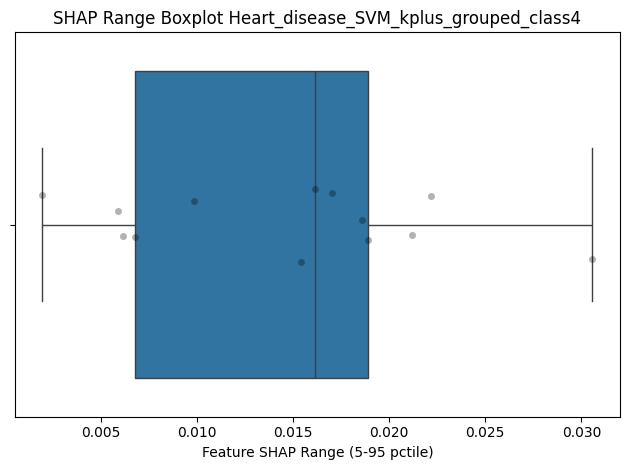 SHAP Range Boxplot Heart_disease_SVM_kplus_grouped_class4
0.005 0.010 0.015 0.020 0.025 0.030
Feature SHAP Range (5-95 pctile)